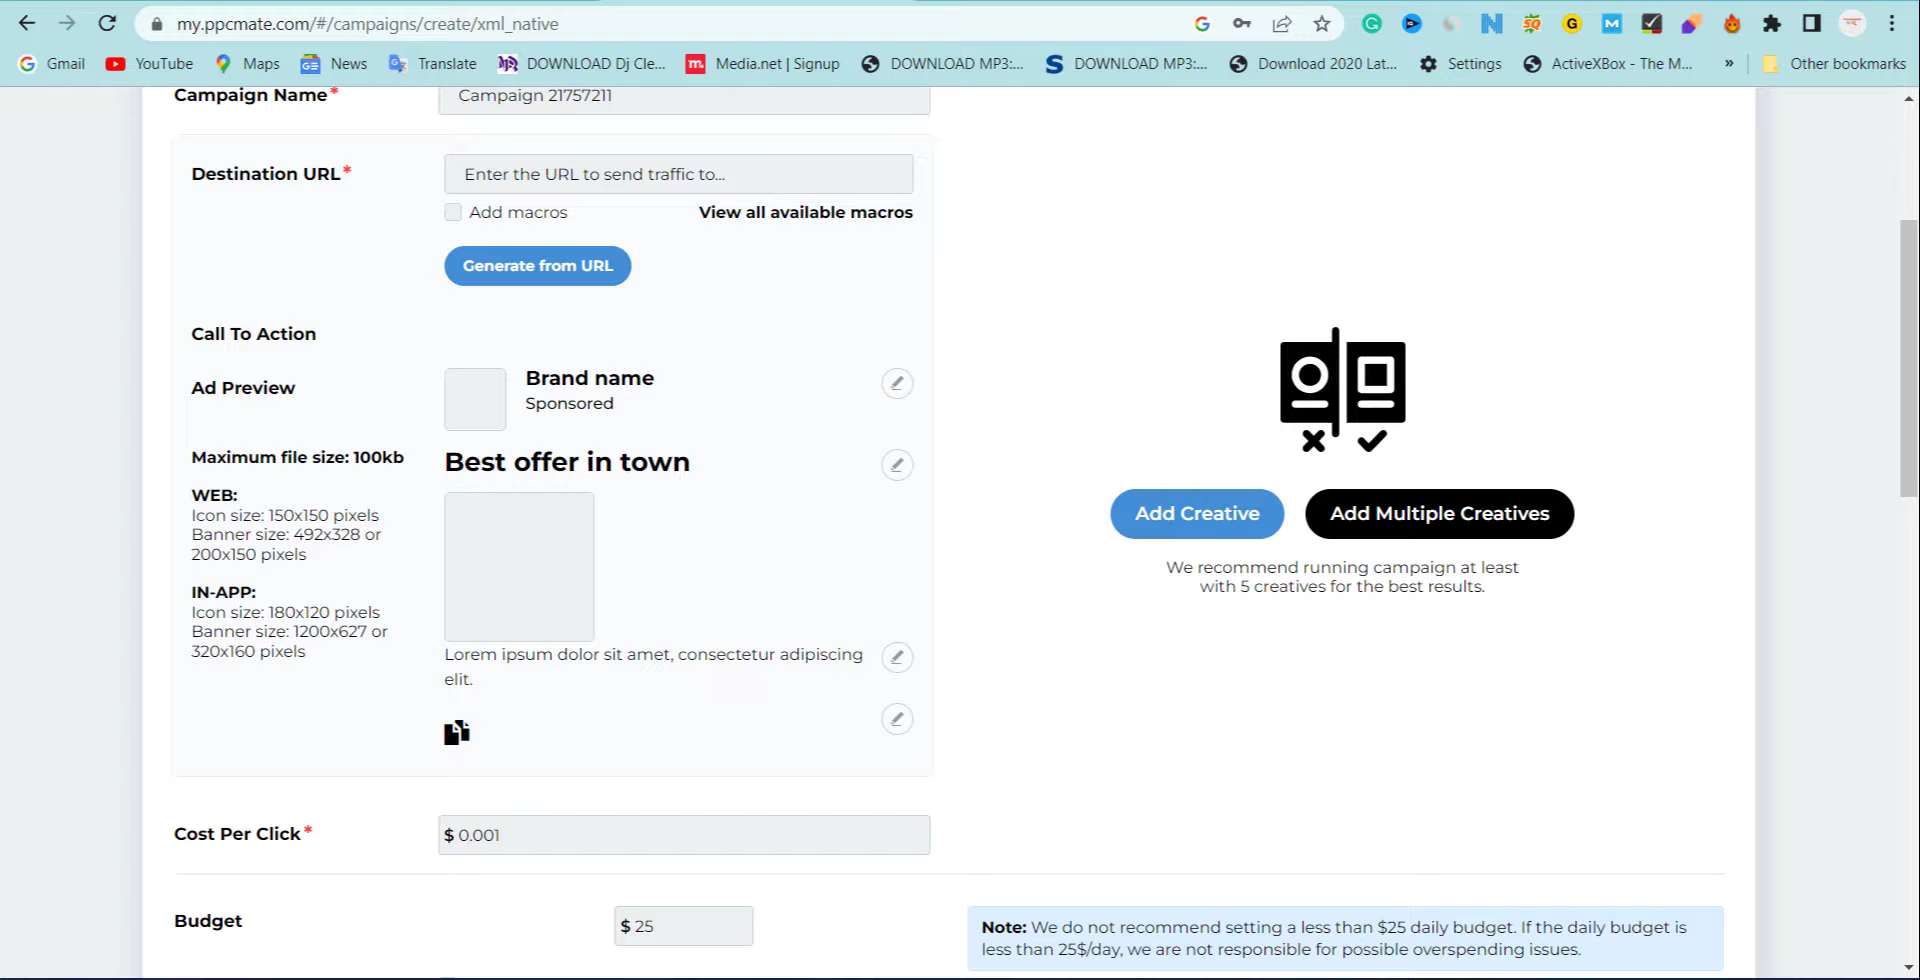 my.ppcmate.com/#/campaigns/create/xml_native
Gmail YouTube Maps News Translate DOWNLOAD Dj Cle... Media.net | Signup DOWNLOAD MP3:... DOWNLOAD MP3:... Download 2020 Lat... Settings ActiveXBox - The M... » Other bookmarks
Campaign Name* Campaign 21757211
Destination URL* Enter the URL to send traffic to...
Add macros View all available macros
Generate from URL
Call To Action
Ad Preview
Brand name
Sponsored
Maximum file size: 100kb
Best offer in town
WEB:
Icon size: 150x150 pixels
Banner size: 492x328 or
200x150 pixels
IN-APP:
Icon size: 180x120 pixels
Banner size: 1200x627 or
320x160 pixels
Lorem ipsum dolor sit amet, consectetur adipiscing
elit.
Add Creative Add Multiple Creatives
We recommend running campaign at least
with 5 creatives for the best results.
Cost Per Click* $ 0.001
Budget $ 25
Note: We do not recommend setting a less than $25 daily budget. If the daily budget is
less than 25$/day, we are not responsible for possible overspending issues.